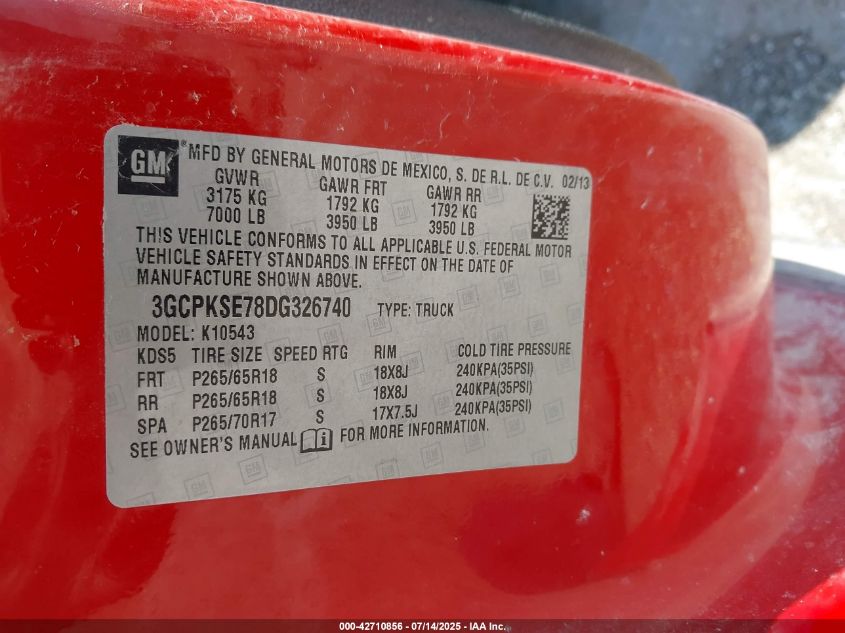 GM ® MFD BY GENERAL MOTORS DE MEXICO, S. DE R.L. DE C.V. 02/13
GVWR GAWR FRT GAWR RR
3175 KG 1792 KG 1792 KG
7000 LB 3950 LB 3950 LB
THIS VEHICLE CONFORMS TO ALL APPLICABLE U.S. FEDERAL MOTOR
VEHICLE SAFETY STANDARDS IN EFFECT ON THE DATE OF
MANUFACTURE SHOWN ABOVE.
3GCPKSE78DG326740 TYPE: TRUCK
MODEL: K10543
KDS5 TIRE SIZE SPEED RTG RIM COLD TIRE PRESSURE
FRT P265/65R18 S 18X8J 240KPA(35PSI)
RR P265/65R18 S 18X8J 240KPA(35PSI)
SPA P265/70R17 S 17X7.5J 240KPA(35PSI)
SEE OWNER'S MANUAL FOR MORE INFORMATION.
000-42710856 - 07/14/2025 - IAA Inc.